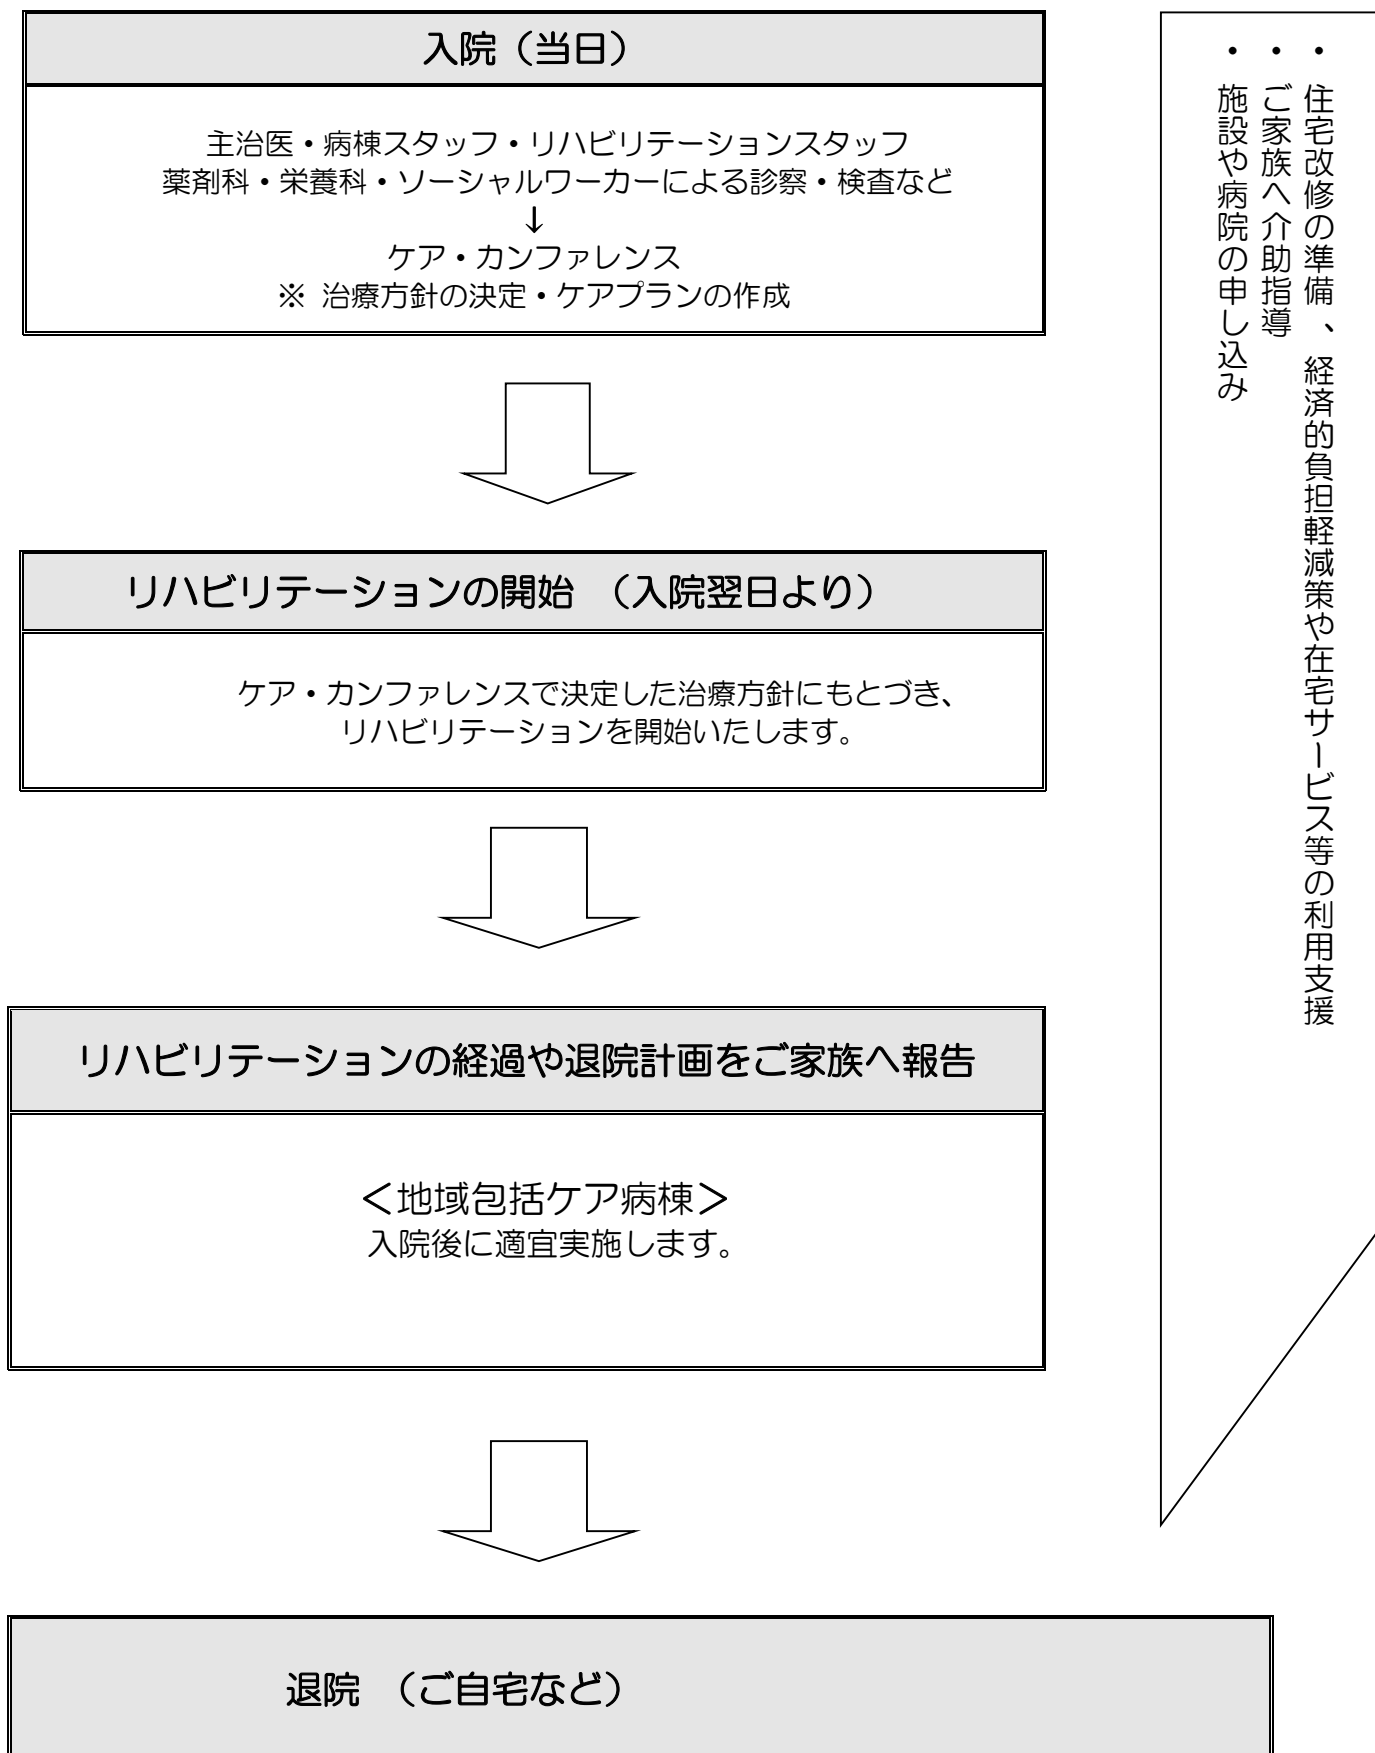 入院（当日）
主治医・病棟スタッフ・リハビリテーションスタッフ
薬剤科・栄養科・ソーシャルワーカーによる診察・検査など
↓
ケア・カンファレンス
※ 治療方針の決定・ケアプランの作成
リハビリテーションの開始 （入院翌日より）
ケア・カンファレンスで決定した治療方針にもとづき、
リハビリテーションを開始いたします。
リハビリテーションの経過や退院計画をご家族へ報告
＜地域包括ケア病棟＞
入院後に適宜実施します。
退院 （ご自宅など）
・住宅改修の準備、経済的負担軽減策や在宅サービス等の利用支援
・ご家族へ介助指導
・施設や病院の申し込み